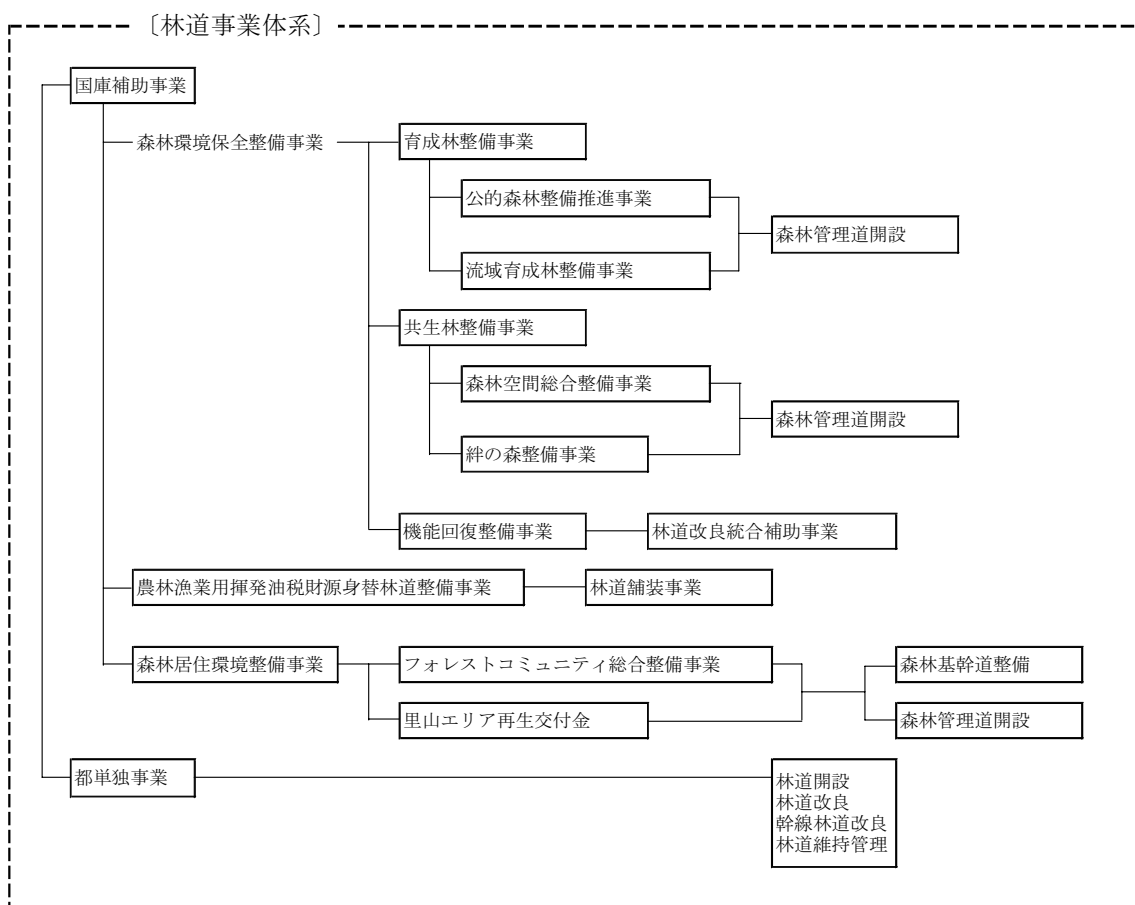 〔林道事業体系〕
国庫補助事業
森林環境保全整備事業
育成林整備事業
公的森林整備推進事業
森林管理道開設
流域育成林整備事業
共生林整備事業
森林空間総合整備事業
森林管理道開設
絆の森整備事業
機能回復整備事業
林道改良統合補助事業
農林漁業用揮発油税財源身替林道整備事業
林道舗装事業
森林居住環境整備事業
フォレストコミュニティ総合整備事業
森林基幹道整備
里山エリア再生交付金
森林管理道開設
都単独事業
林道開設
林道改良
幹線林道改良
林道維持管理